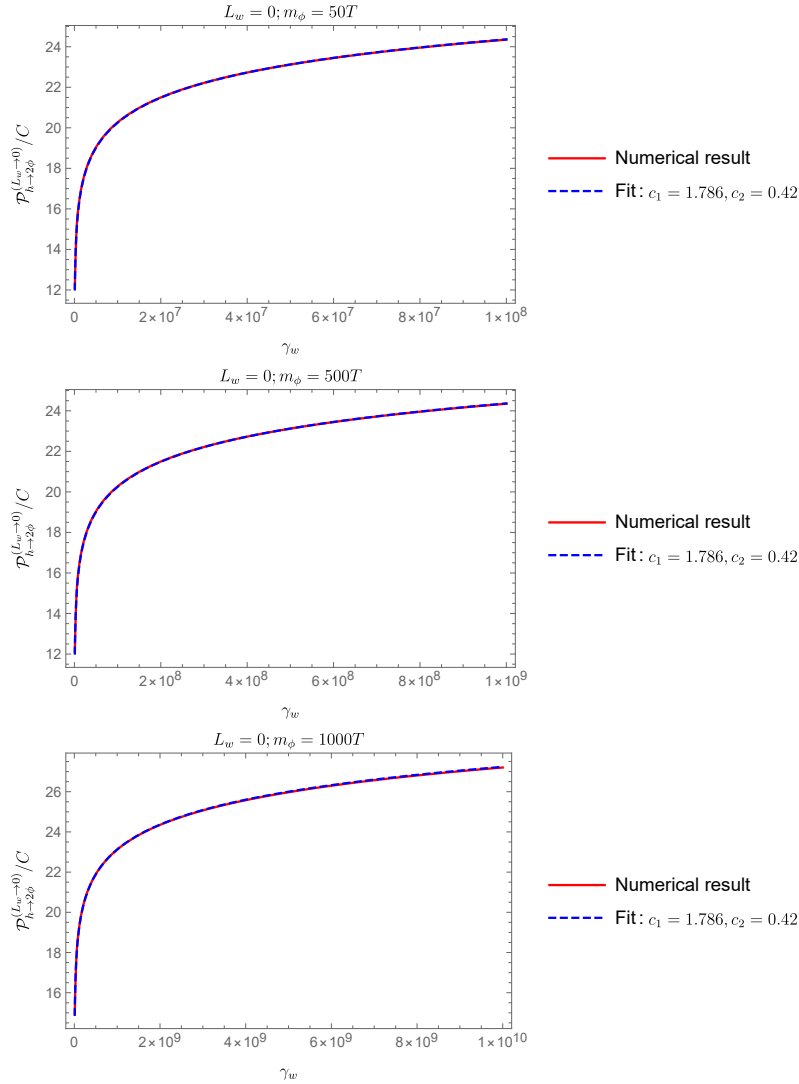 L_w = 0; m_ϕ = 50T
𝒫_{h→2ϕ}^{(L_w→0)}/C
24
22
20
18
16
14
12
0
2×10^7
4×10^7
6×10^7
8×10^7
1×10^8
γ_w
Numerical result
Fit: c_1 = 1.786, c_2 = 0.42
L_w = 0; m_ϕ = 500T
𝒫_{h→2ϕ}^{(L_w→0)}/C
24
22
20
18
16
14
12
0
2×10^8
4×10^8
6×10^8
8×10^8
1×10^9
γ_w
Numerical result
Fit: c_1 = 1.786, c_2 = 0.42
L_w = 0; m_ϕ = 1000T
𝒫_{h→2ϕ}^{(L_w→0)}/C
26
24
22
20
18
16
0
2×10^9
4×10^9
6×10^9
8×10^9
1×10^10
γ_w
Numerical result
Fit: c_1 = 1.786, c_2 = 0.42